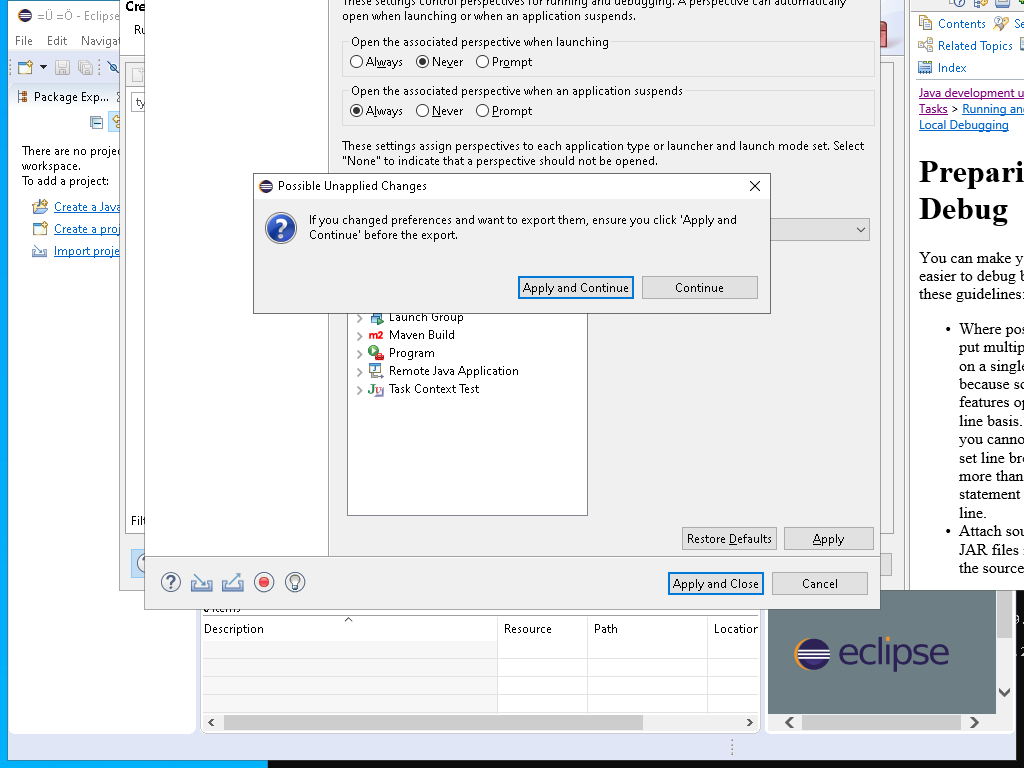 =Ü =Ö - Eclipse
File Edit Navigat
Package Exp...
There are no proje
workspace.
To add a project:
Create a Java
Create a proj
Import proje
Cre
Ru
ty
Filt
These settings control perspectives for running and debugging. A perspective can automatically
open when launching or when an application suspends.
Open the associated perspective when launching
Always Never Prompt
Open the associated perspective when an application suspends
Always Never Prompt
These settings assign perspectives to each application type or launcher and launch mode set. Select
"None" to indicate that a perspective should not be opened.
Possible Unapplied Changes
If you changed preferences and want to export them, ensure you click 'Apply and
Continue' before the export.
Apply and Continue Continue
Launch Group
Maven Build
Program
Remote Java Application
Task Context Test
Restore Defaults Apply
Apply and Close Cancel
Description Resource Path Location
eclipse
Contents Se
Related Topics
Index
Java development u
Tasks > Running and
Local Debugging
Prepari
Debug
You can make y
easier to debug b
these guidelines:
• Where pos
put multip
on a single
because so
features op
line basis.
you canno
set line bre
more than
statement
line.
• Attach sou
JAR files
the source